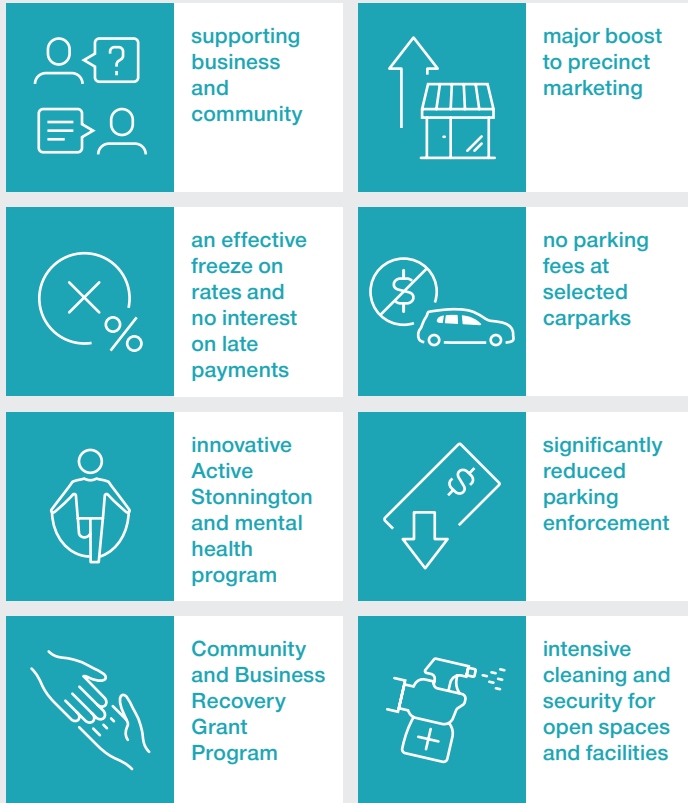 supporting
business
and
community
major boost
to precinct
marketing
an effective
freeze on
rates and
no interest
on late
payments
no parking
fees at
selected
carparks
innovative
Active
Stonnington
and mental
health
program
significantly
reduced
parking
enforcement
Community
and Business
Recovery
Grant
Program
intensive
cleaning and
security for
open spaces
and facilities